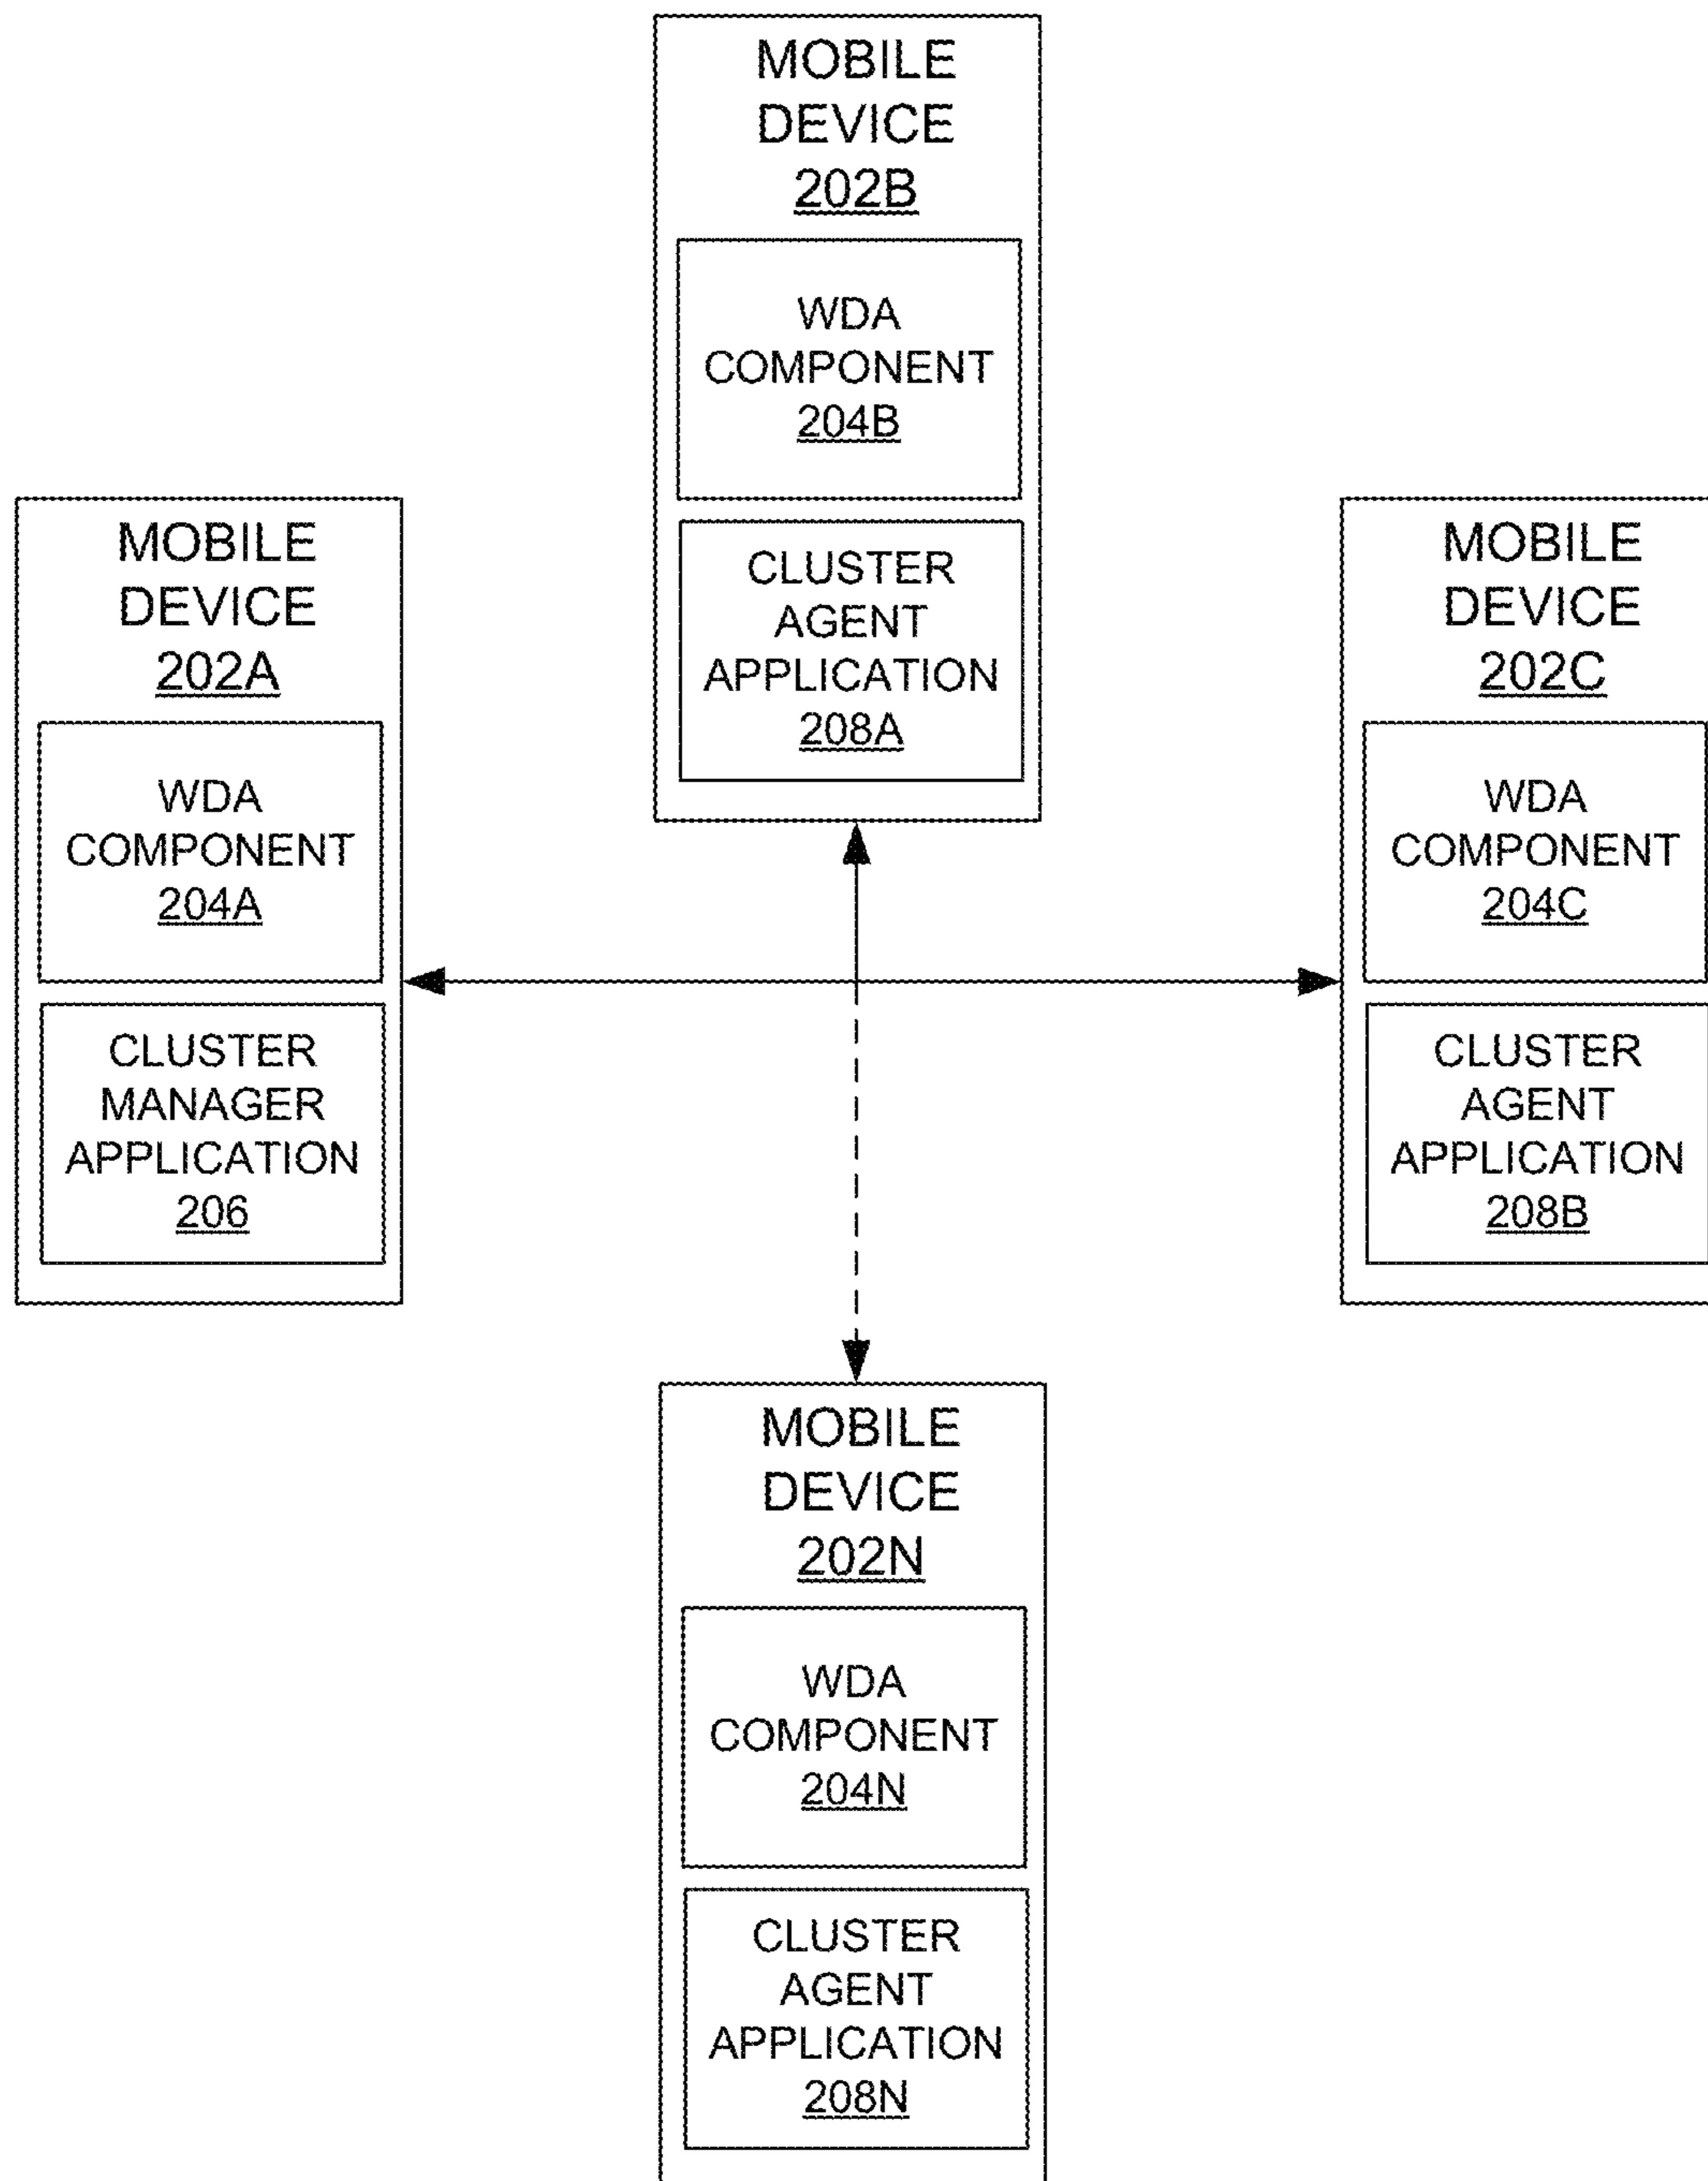 MOBILE
DEVICE
202B
WDA
COMPONENT
204B
CLUSTER
AGENT
APPLICATION
208A
MOBILE
DEVICE
202A
WDA
COMPONENT
204A
CLUSTER
MANAGER
APPLICATION
206
MOBILE
DEVICE
202C
WDA
COMPONENT
204C
CLUSTER
AGENT
APPLICATION
208B
MOBILE
DEVICE
202N
WDA
COMPONENT
204N
CLUSTER
AGENT
APPLICATION
208N